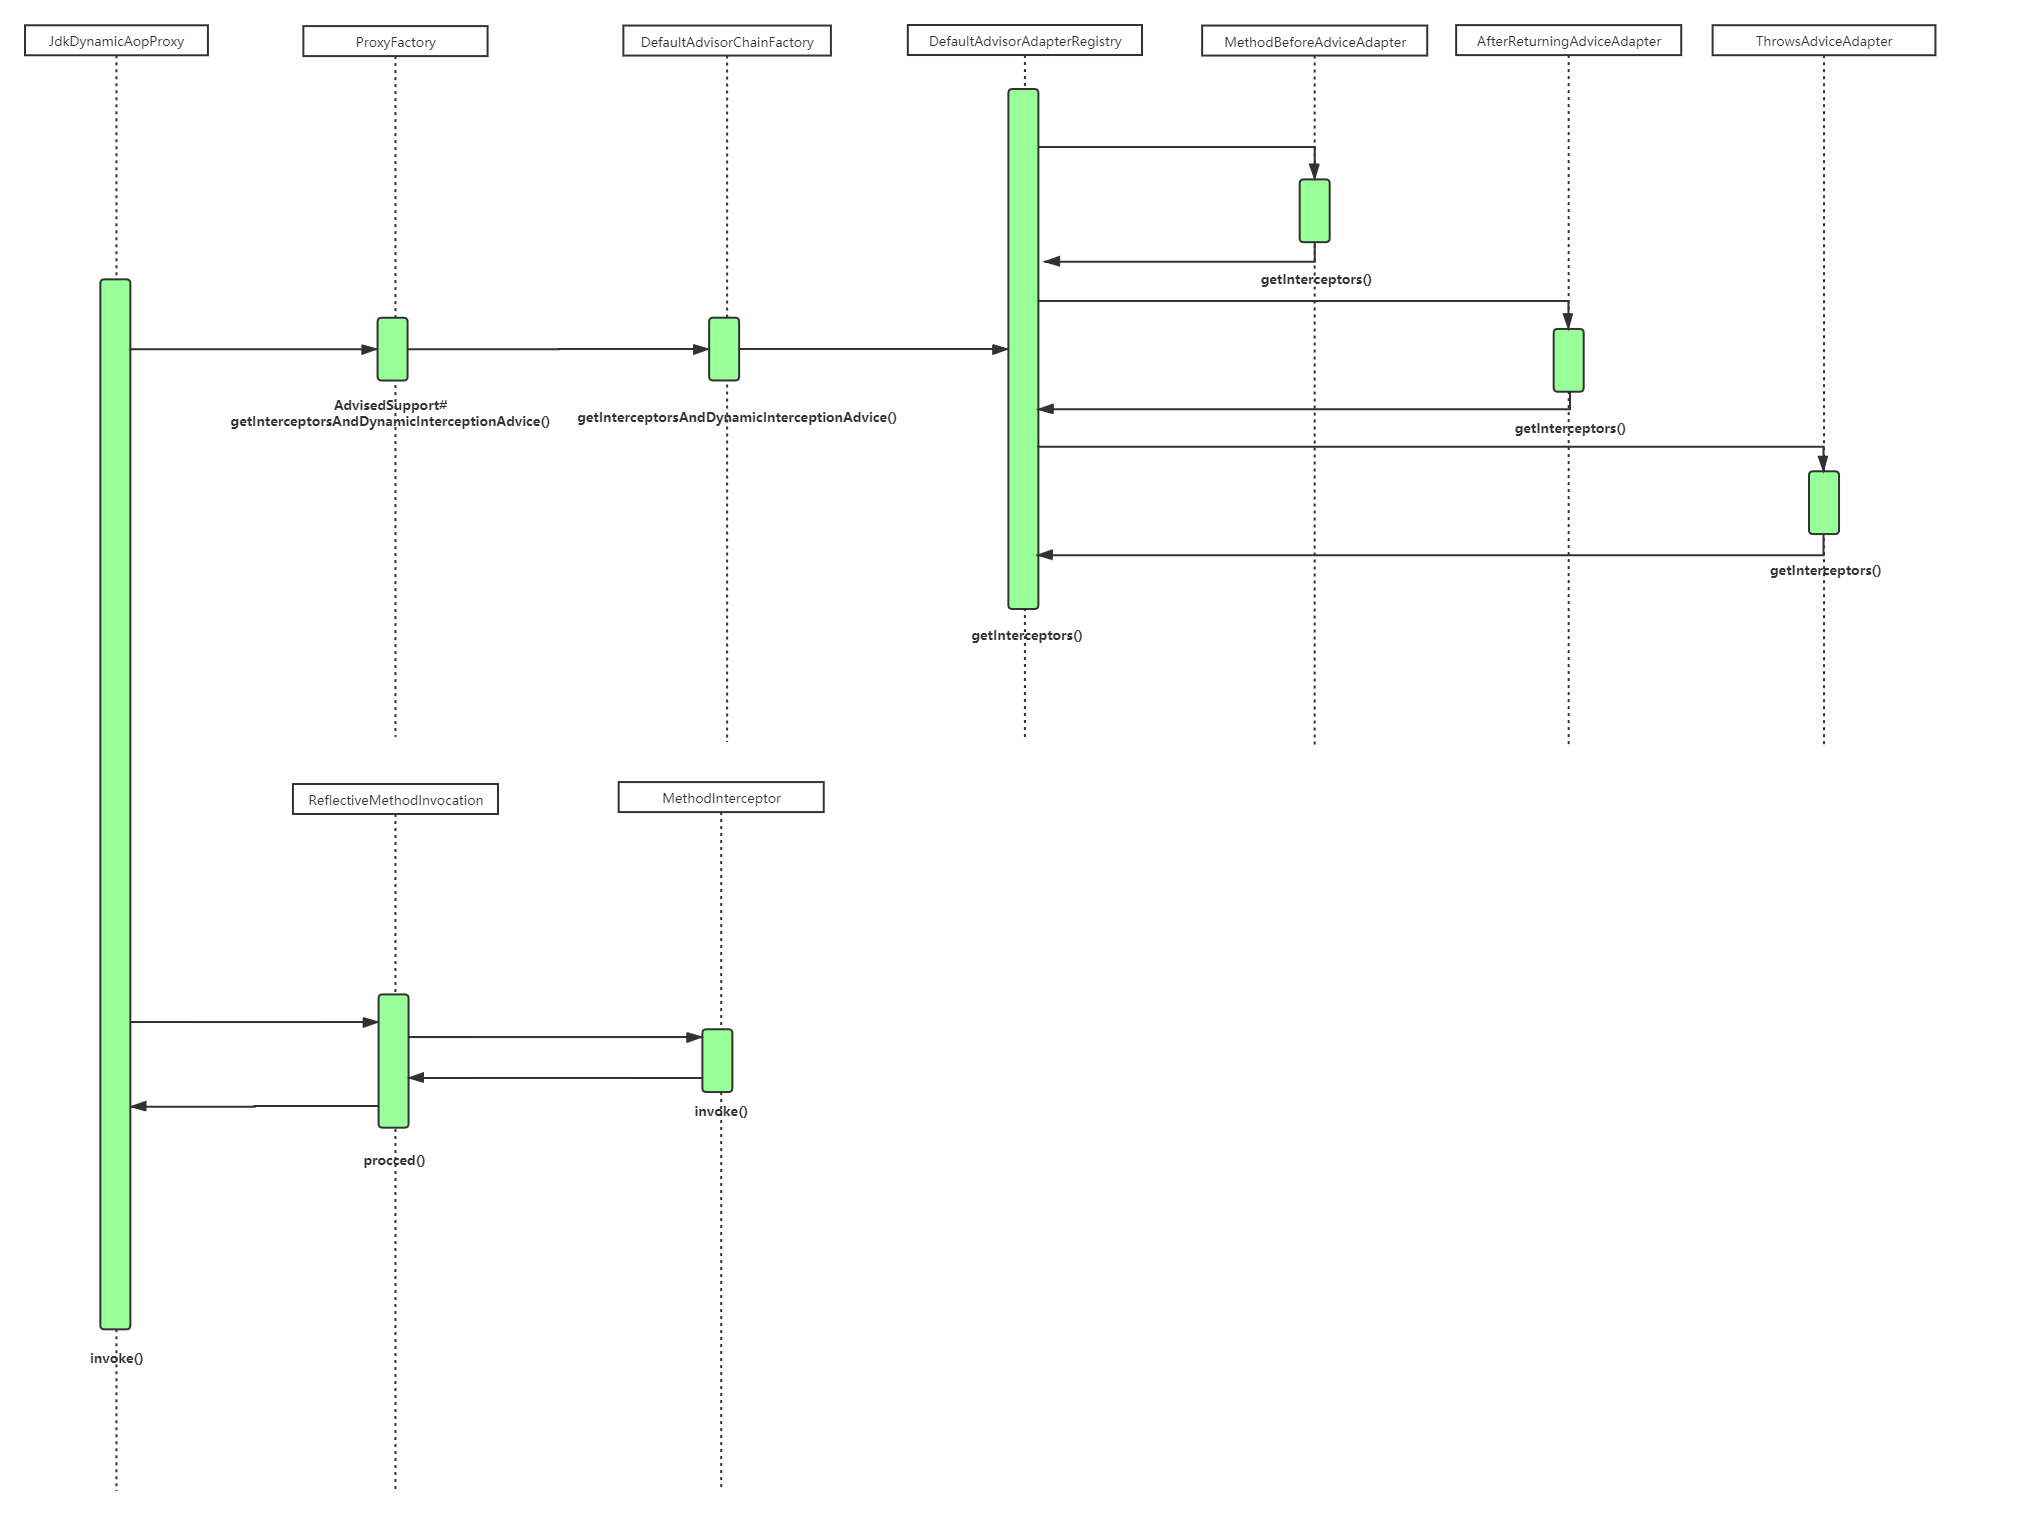 JdkDynamicAopProxy
ProxyFactory
DefaultAdvisorChainFactory
DefaultAdvisorAdapterRegistry
MethodBeforeAdviceAdapter
AfterReturningAdviceAdapter
ThrowsAdviceAdapter
getInterceptors()
AdvisedSupport#
getInterceptorsAndDynamicInterceptionAdvice()
getInterceptorsAndDynamicInterceptionAdvice()
getInterceptors()
getInterceptors()
getInterceptors()
ReflectiveMethodInvocation
MethodInterceptor
invoke()
procced()
invoke()